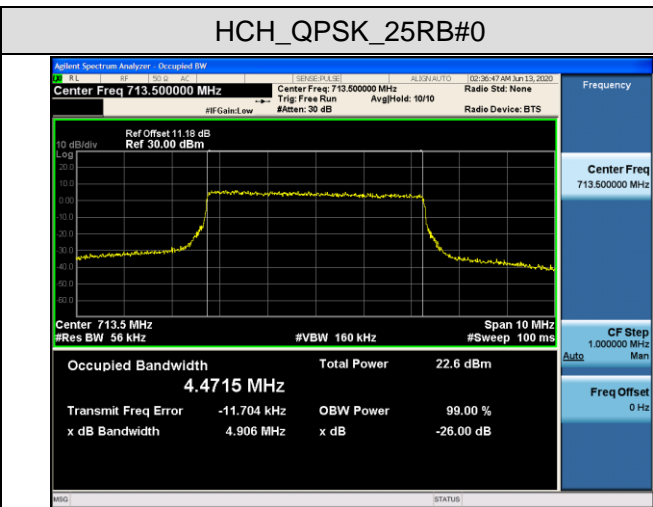 HCH_QPSK_25RB#0
Agilent Spectrum Analyzer - Occupied BW
RL RF 50 Ω AC SENSE:PULSE ALIGN AUTO 02:36:47 AM Jun 13, 2020
Center Freq 713.500000 MHz
Center Freq: 713.500000 MHz
Radio Std: None
Trig: Free Run Avg|Hold: 10/10
#IFGain:Low #Atten: 30 dB Radio Device: BTS
Frequency
Ref Offset 11.18 dB
10 dB/div Ref 30.00 dBm
Log
20.0
10.0
0.00
-10.0
-20.0
-30.0
-40.0
-50.0
-60.0
Center Freq
713.500000 MHz
Center 713.5 MHz Span 10 MHz
#Res BW 56 kHz #VBW 160 kHz #Sweep 100 ms
CF Step
1.000000 MHz
Auto Man
Occupied Bandwidth Total Power 22.6 dBm
4.4715 MHz
Freq Offset
0 Hz
Transmit Freq Error -11.704 kHz OBW Power 99.00 %
x dB Bandwidth 4.906 MHz x dB -26.00 dB
MSG STATUS